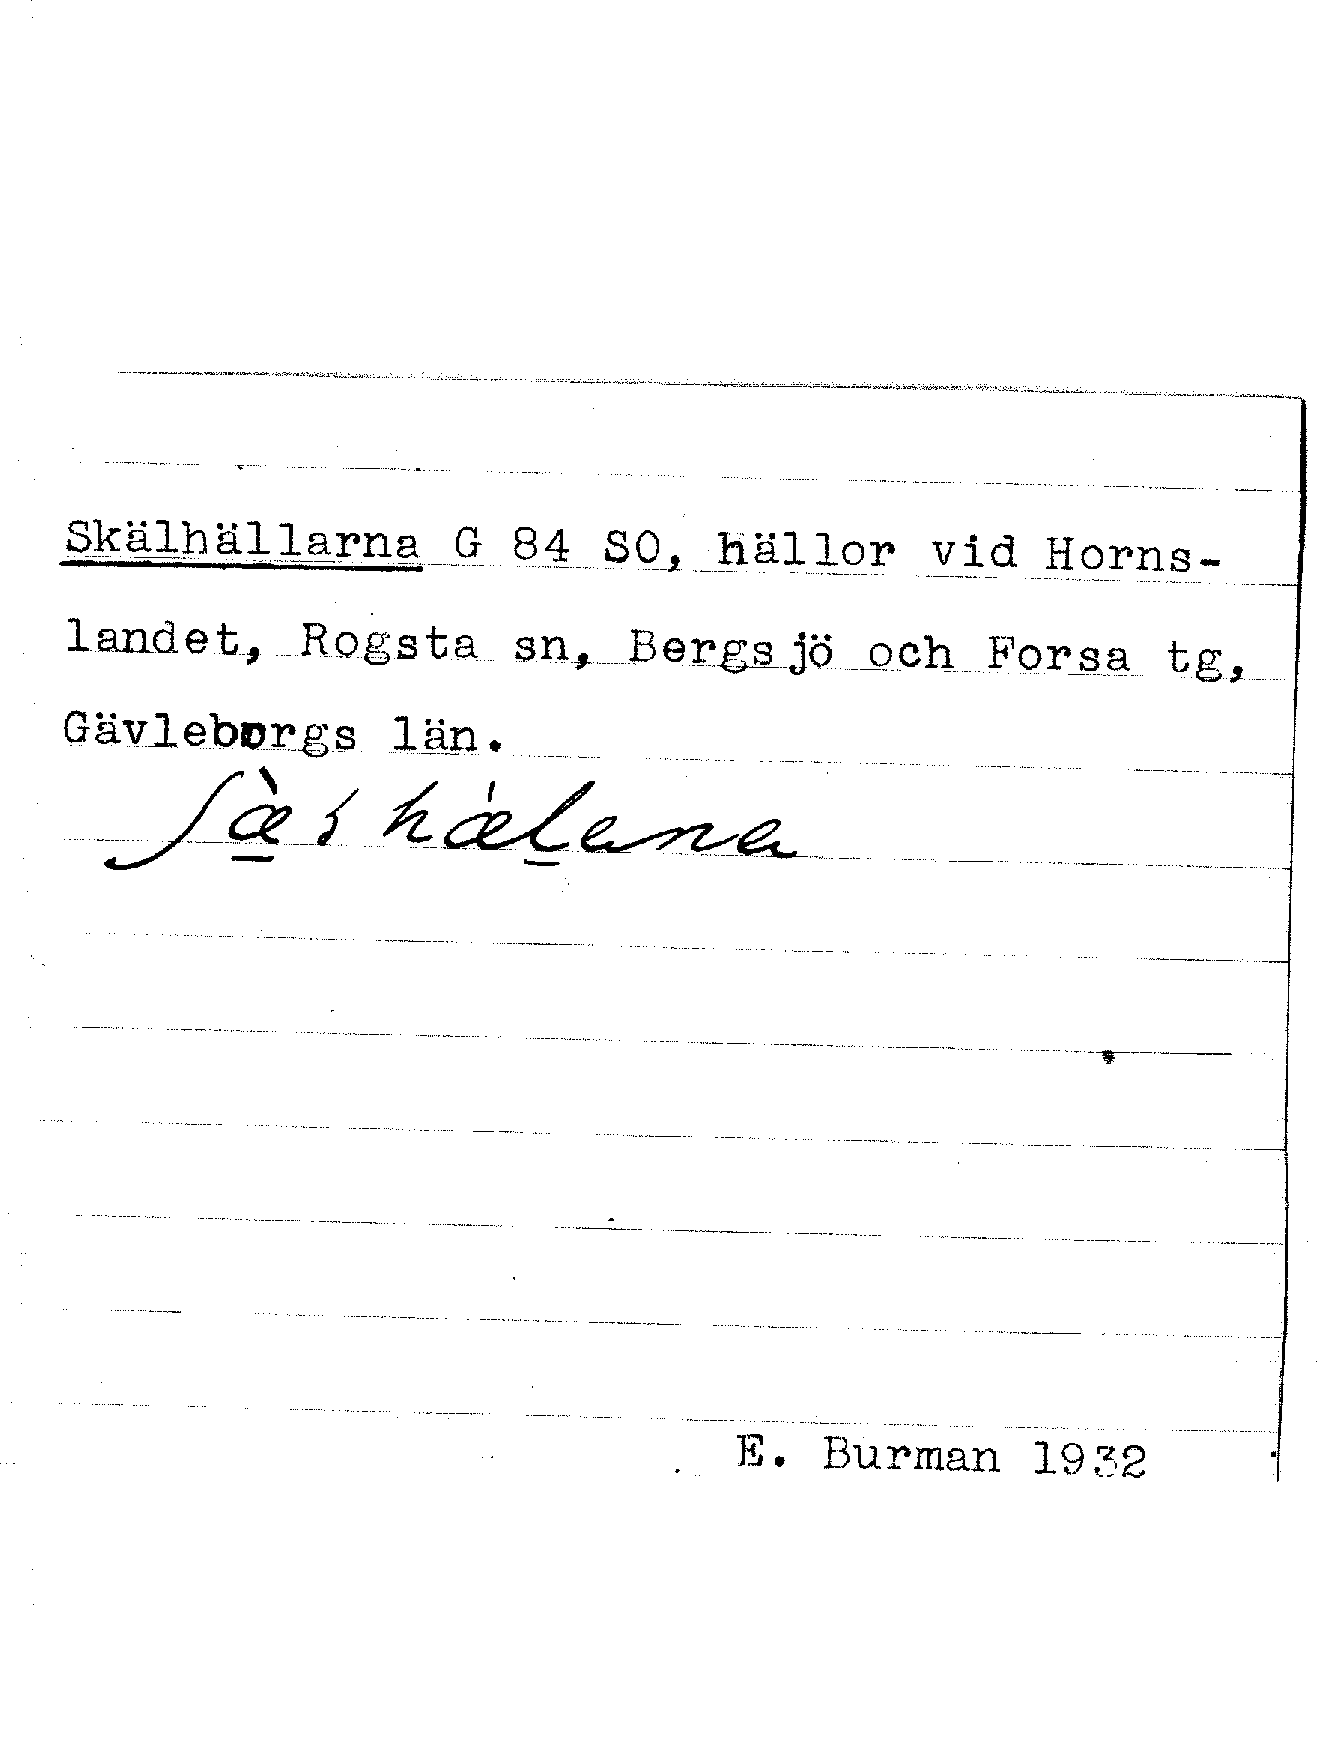 Skälhällarna G 84 SO, hällor vid Horns-
landet, Rogsta sn, Bergsjö och Forsa tg,
Gävleborgs län.
E. Burman 1932